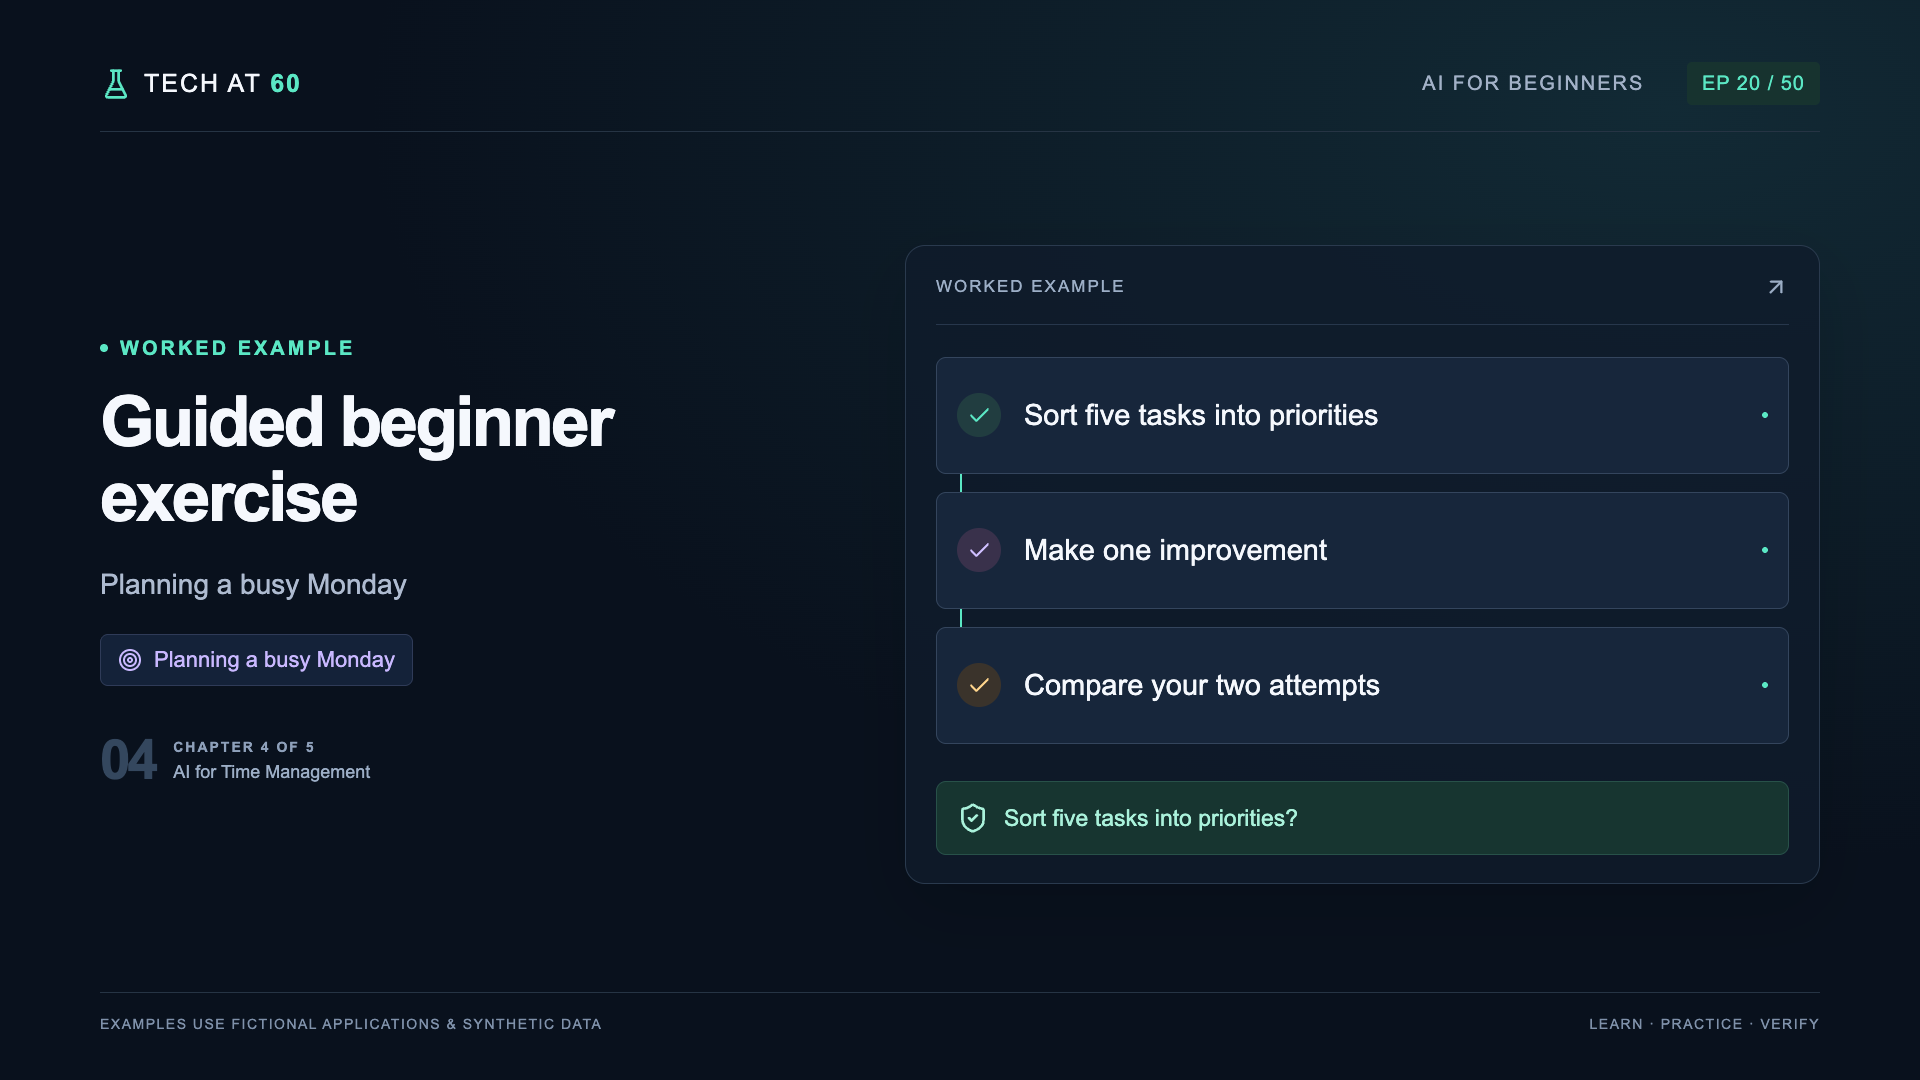 TECH AT 60
AI FOR BEGINNERS
EP 20 / 50
WORKED EXAMPLE
Guided beginner
exercise
Planning a busy Monday
Planning a busy Monday
04
CHAPTER 4 OF 5
AI for Time Management
WORKED EXAMPLE
Sort five tasks into priorities
Make one improvement
Compare your two attempts
Sort five tasks into priorities?
EXAMPLES USE FICTIONAL APPLICATIONS & SYNTHETIC DATA
LEARN · PRACTICE · VERIFY